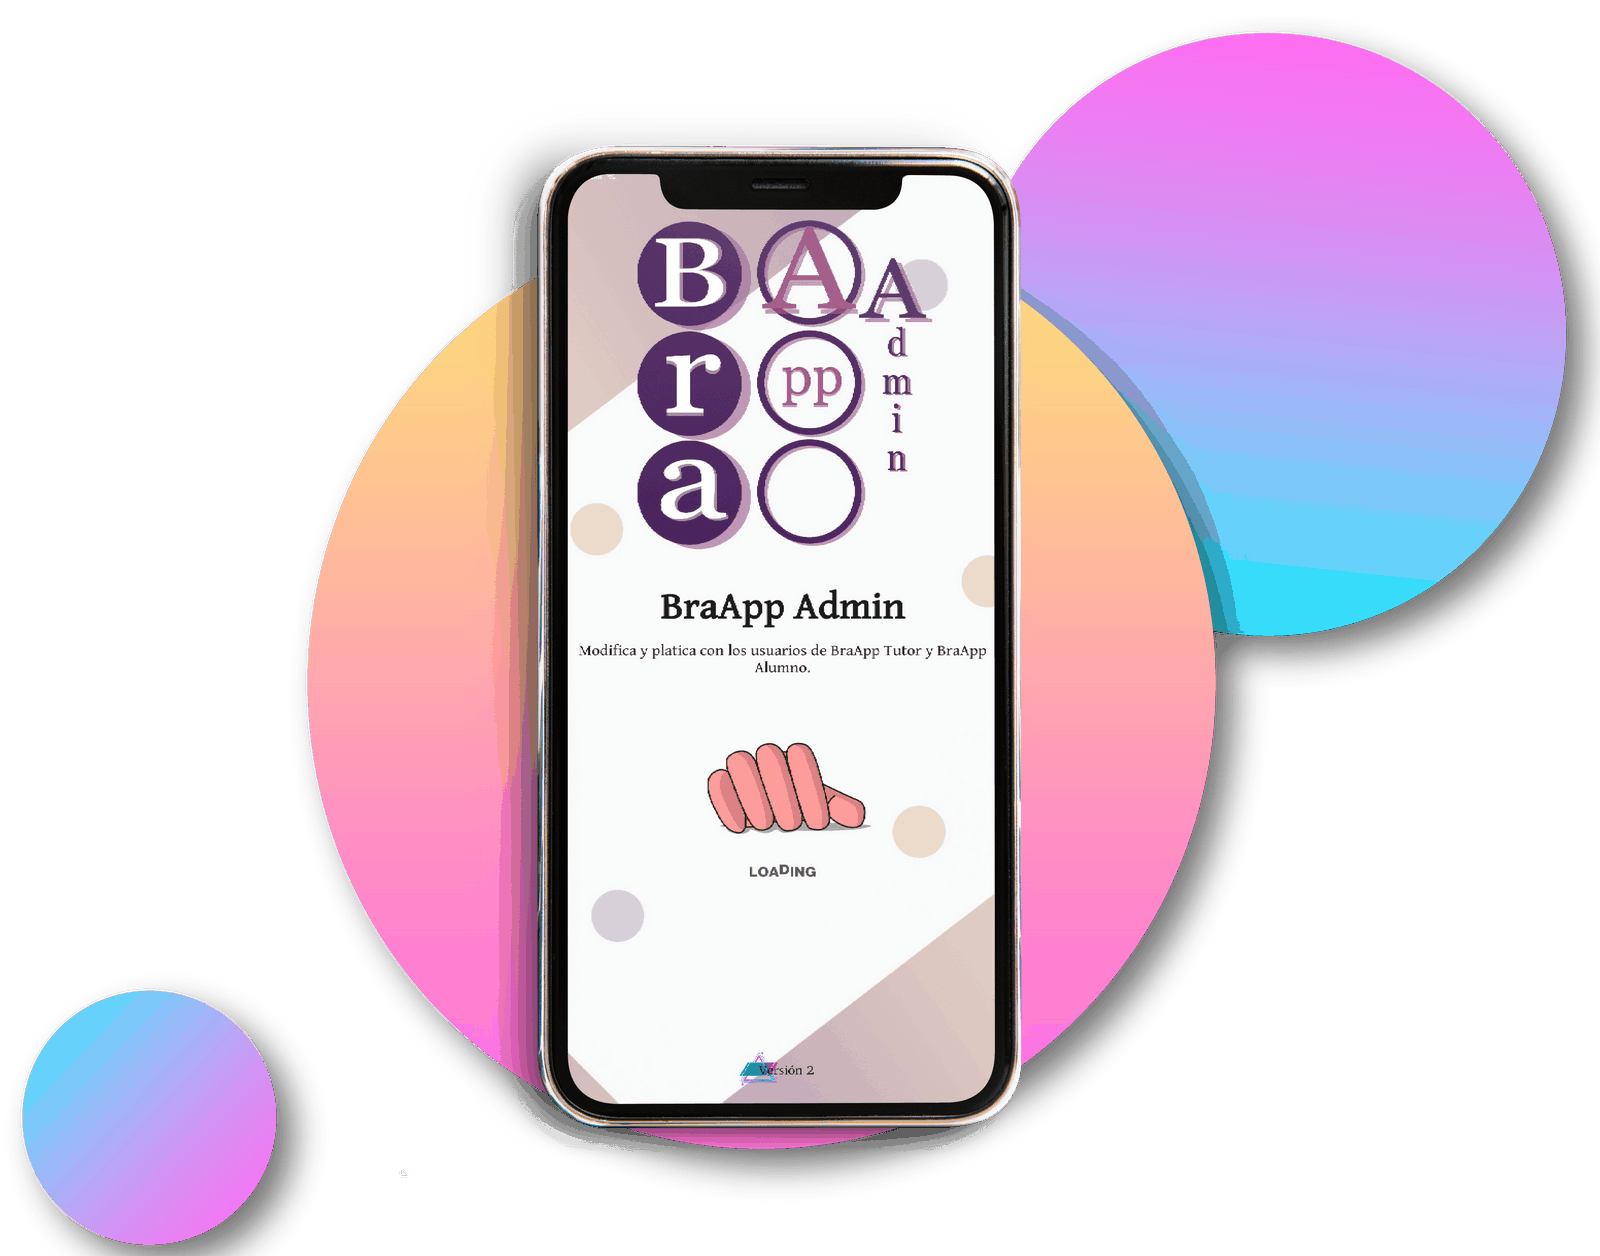 B A A
r pp d
m
i
a n
BraApp Admin
Modifica y platica con los usuarios de BraApp Tutor y BraApp
Alumno.
LOADING
Versión 2